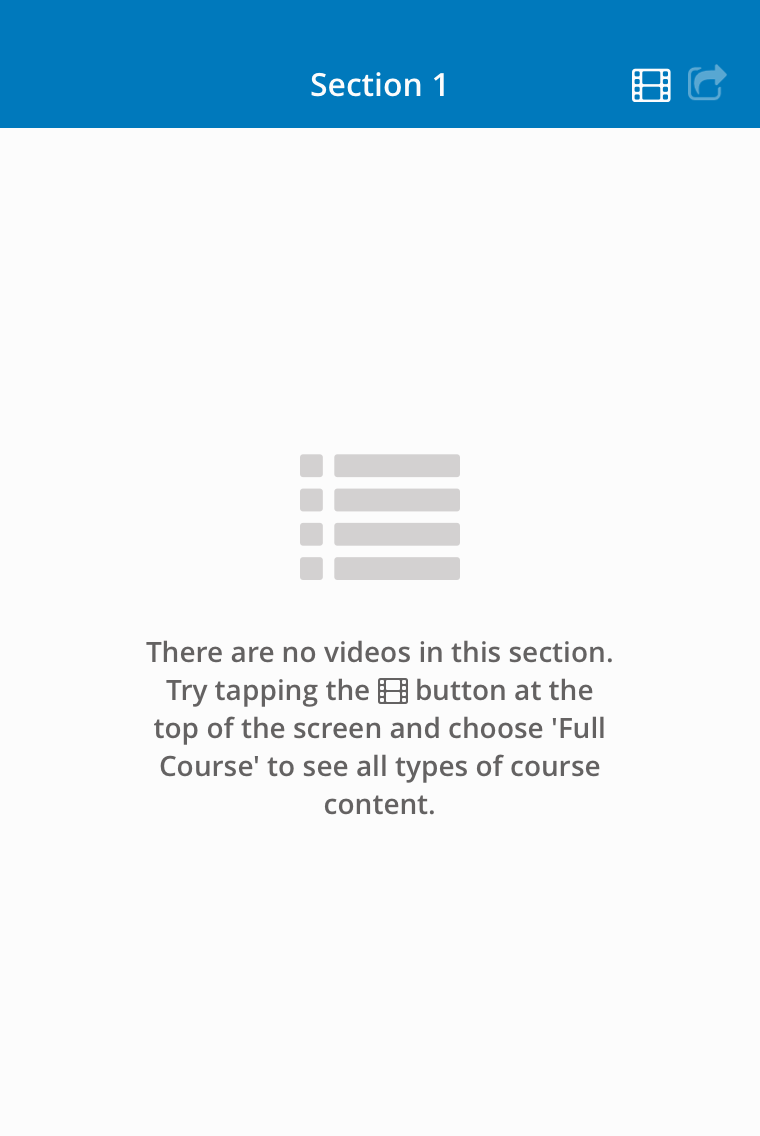 Section 1
There are no videos in this section.
Try tapping the button at the
top of the screen and choose 'Full
Course' to see all types of course
content.